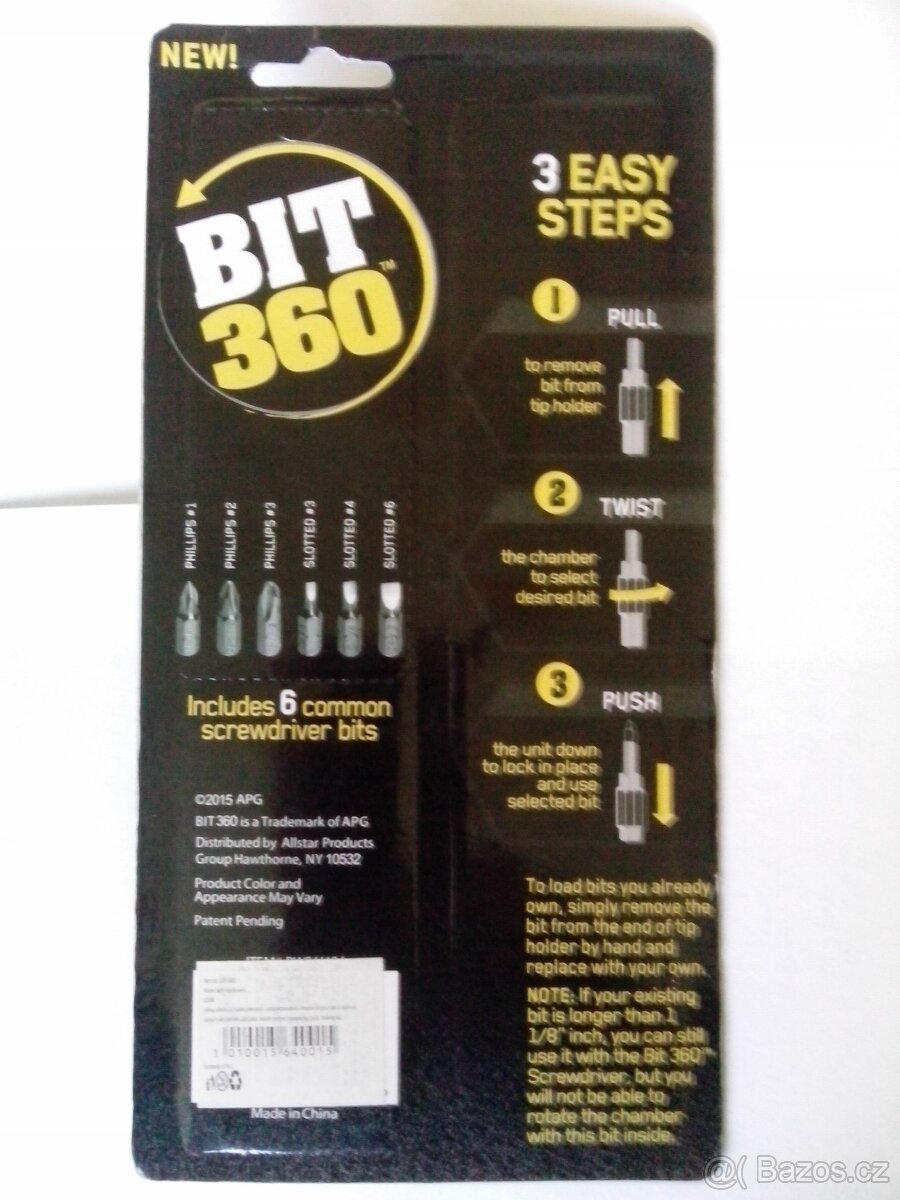 NEW!
BIT
360™
PHILLIPS #1
PHILLIPS #2
PHILLIPS #3
SLOTTED #3
SLOTTED #4
SLOTTED #6
Includes 6 common
screwdriver bits
©2015 APG
BIT 360 is a Trademark of APG
Distributed by Allstar Products
Group Hawthorne, NY 10532
Product Color and
Appearance May Vary
Patent Pending
1 010015 640015
Made in China
3 EASY
STEPS
1
PULL
to remove
bit from
tip holder
2
TWIST
the chamber
to select
desired bit
3
PUSH
the unit down
to lock in place
and use
selected bit
To load bits you already
own, simply remove the
bit from the end of tip
holder by hand and
replace with your own.
NOTE: If your existing
bit is longer than 1
1/8" inch, you can still
use it with the Bit 360™
Screwdriver, but you
will not be able to
rotate the chamber
with this bit inside.
@( Bazos.cz